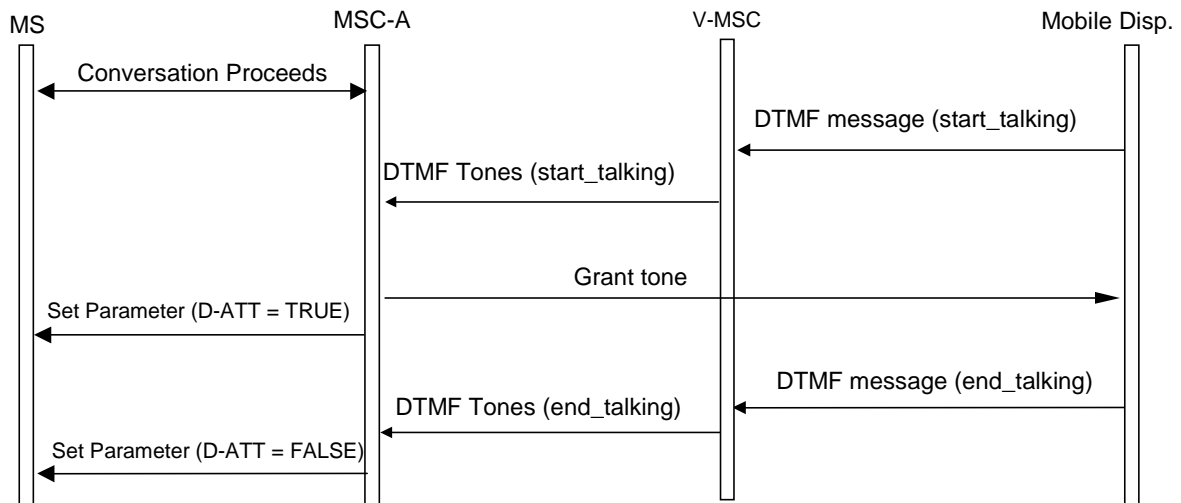 MS
MSC-A
V-MSC
Mobile Disp.
Conversation Proceeds
DTMF message (start_talking)
DTMF Tones (start_talking)
Grant tone
Set Parameter (D-ATT = TRUE)
DTMF message (end_talking)
DTMF Tones (end_talking)
Set Parameter (D-ATT = FALSE)